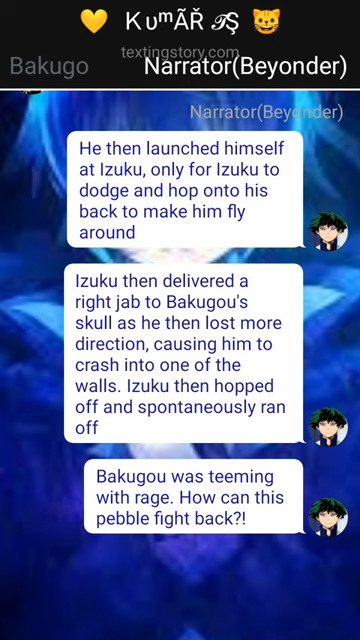 💛 KυᵐÃŘ 𝒯Ş 😺
textingstory.com
Bakugo Narrator(Beyonder)
Narrator(Beyonder)
He then launched himself
at Izuku, only for Izuku to
dodge and hop onto his
back to make him fly
around
Izuku then delivered a
right jab to Bakugou's
skull as he then lost more
direction, causing him to
crash into one of the
walls. Izuku then hopped
off and spontaneously ran
off
Bakugou was teeming
with rage. How can this
pebble fight back?!